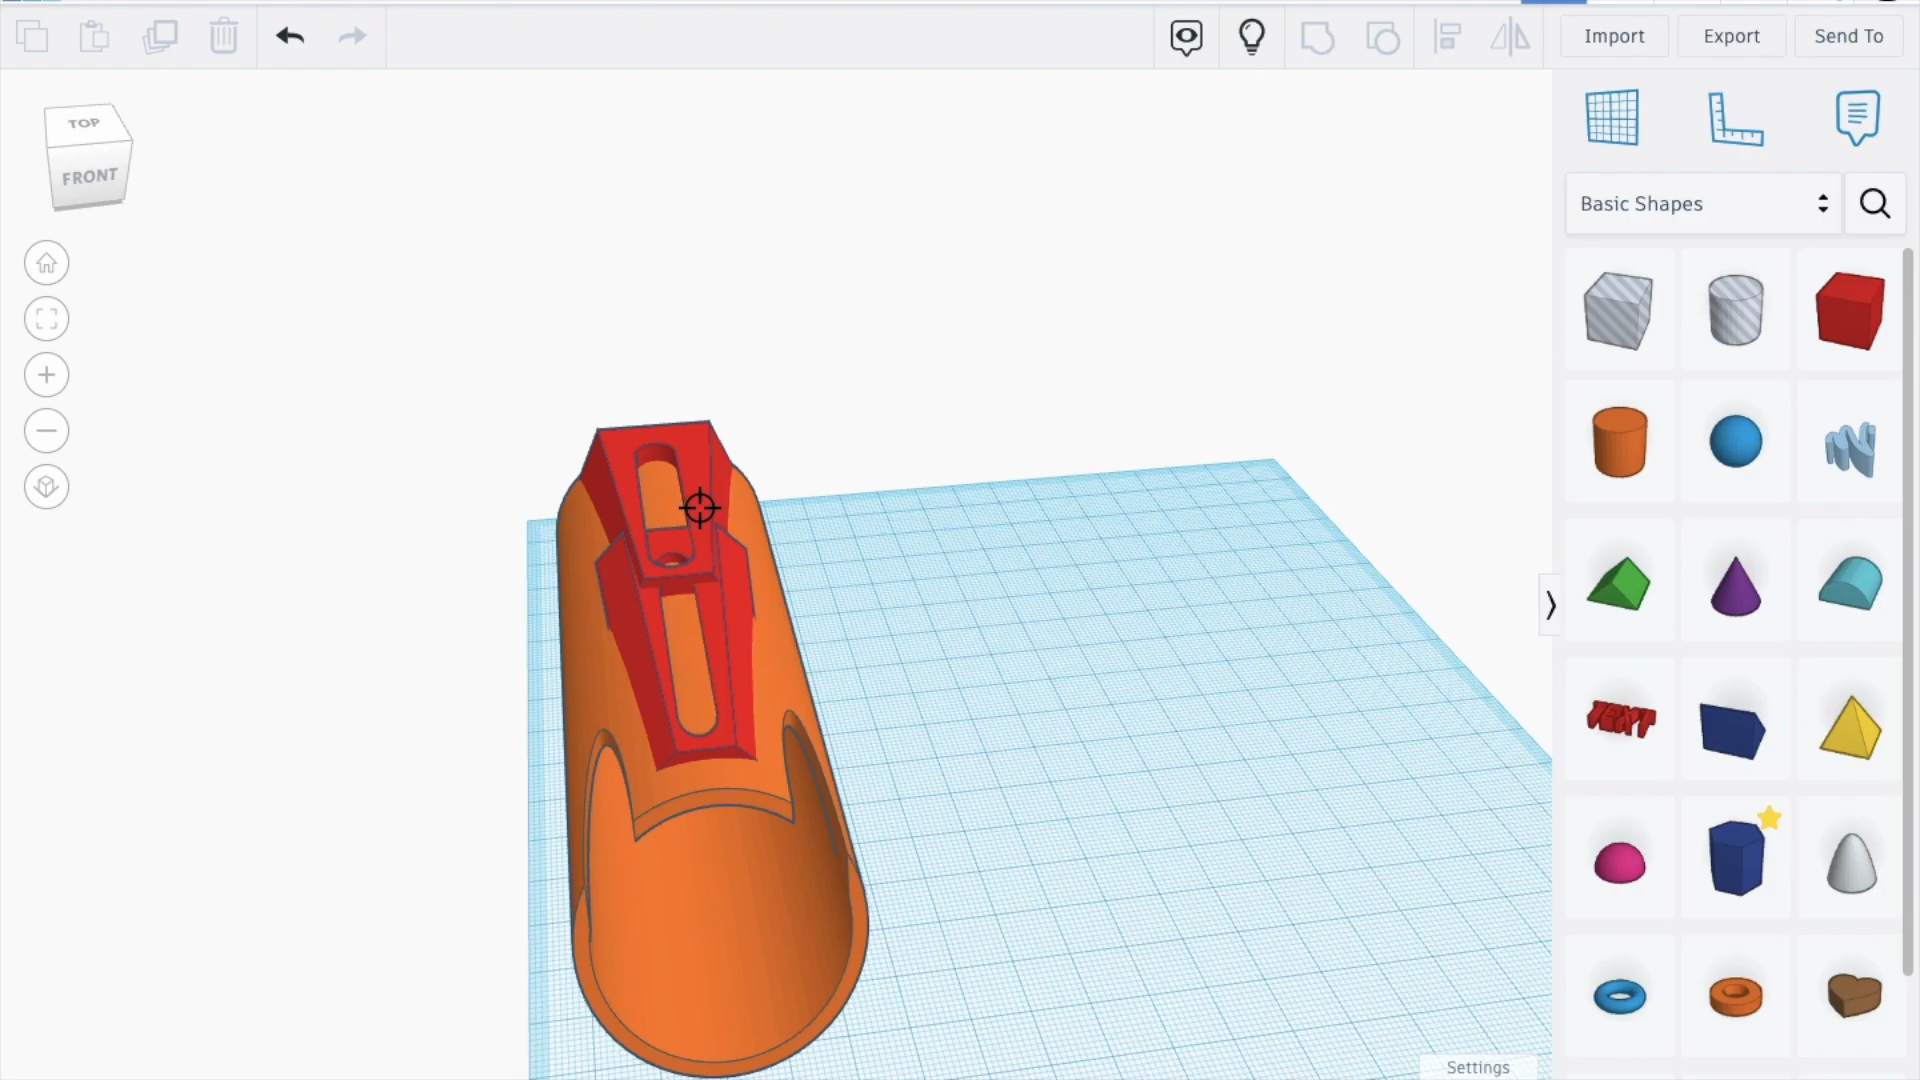 Import
Export
Send To
TOP
FRONT
Basic Shapes
TEXT
Settings